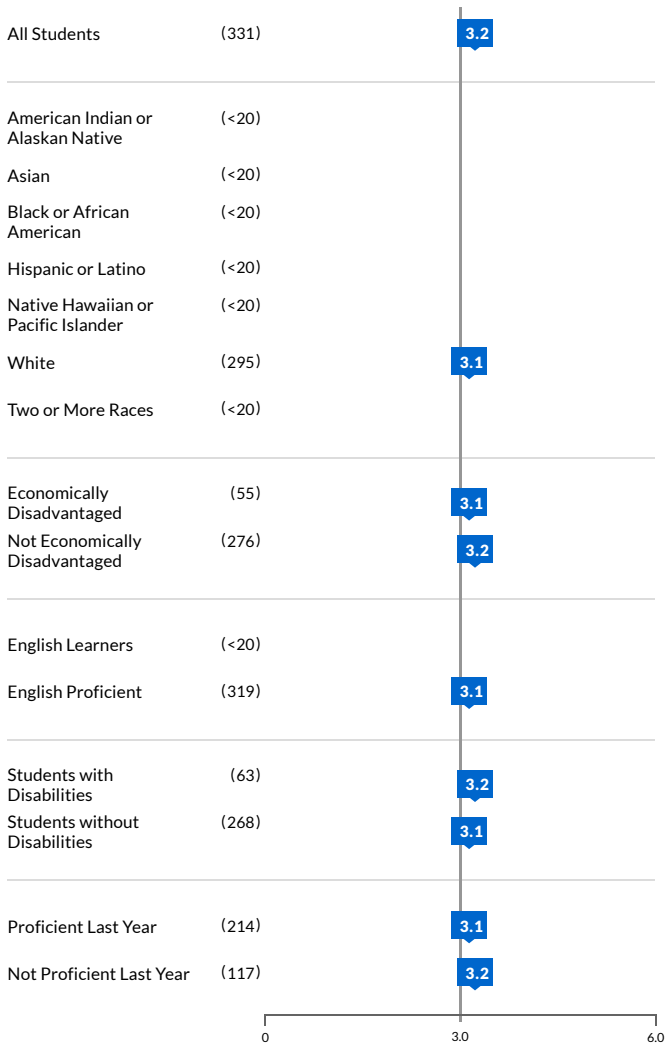 All Students (331) 3.2
American Indian or (<20)
Alaskan Native
Asian (<20)
Black or African (<20)
American
Hispanic or Latino (<20)
Native Hawaiian or (<20)
Pacific Islander
White (295) 3.1
Two or More Races (<20)
Economically (55) 3.1
Disadvantaged
Not Economically (276) 3.2
Disadvantaged
English Learners (<20)
English Proficient (319) 3.1
Students with (63) 3.2
Disabilities
Students without (268) 3.1
Disabilities
Proficient Last Year (214) 3.1
Not Proficient Last Year (117) 3.2
0 3.0 6.0